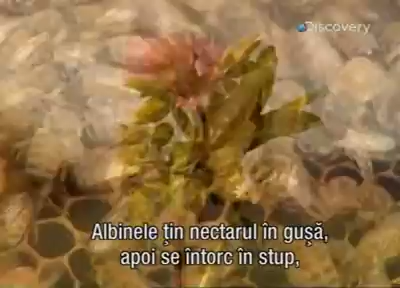 Discovery
Albinele țin nectarul în gușă,
apoi se întorc în stup,